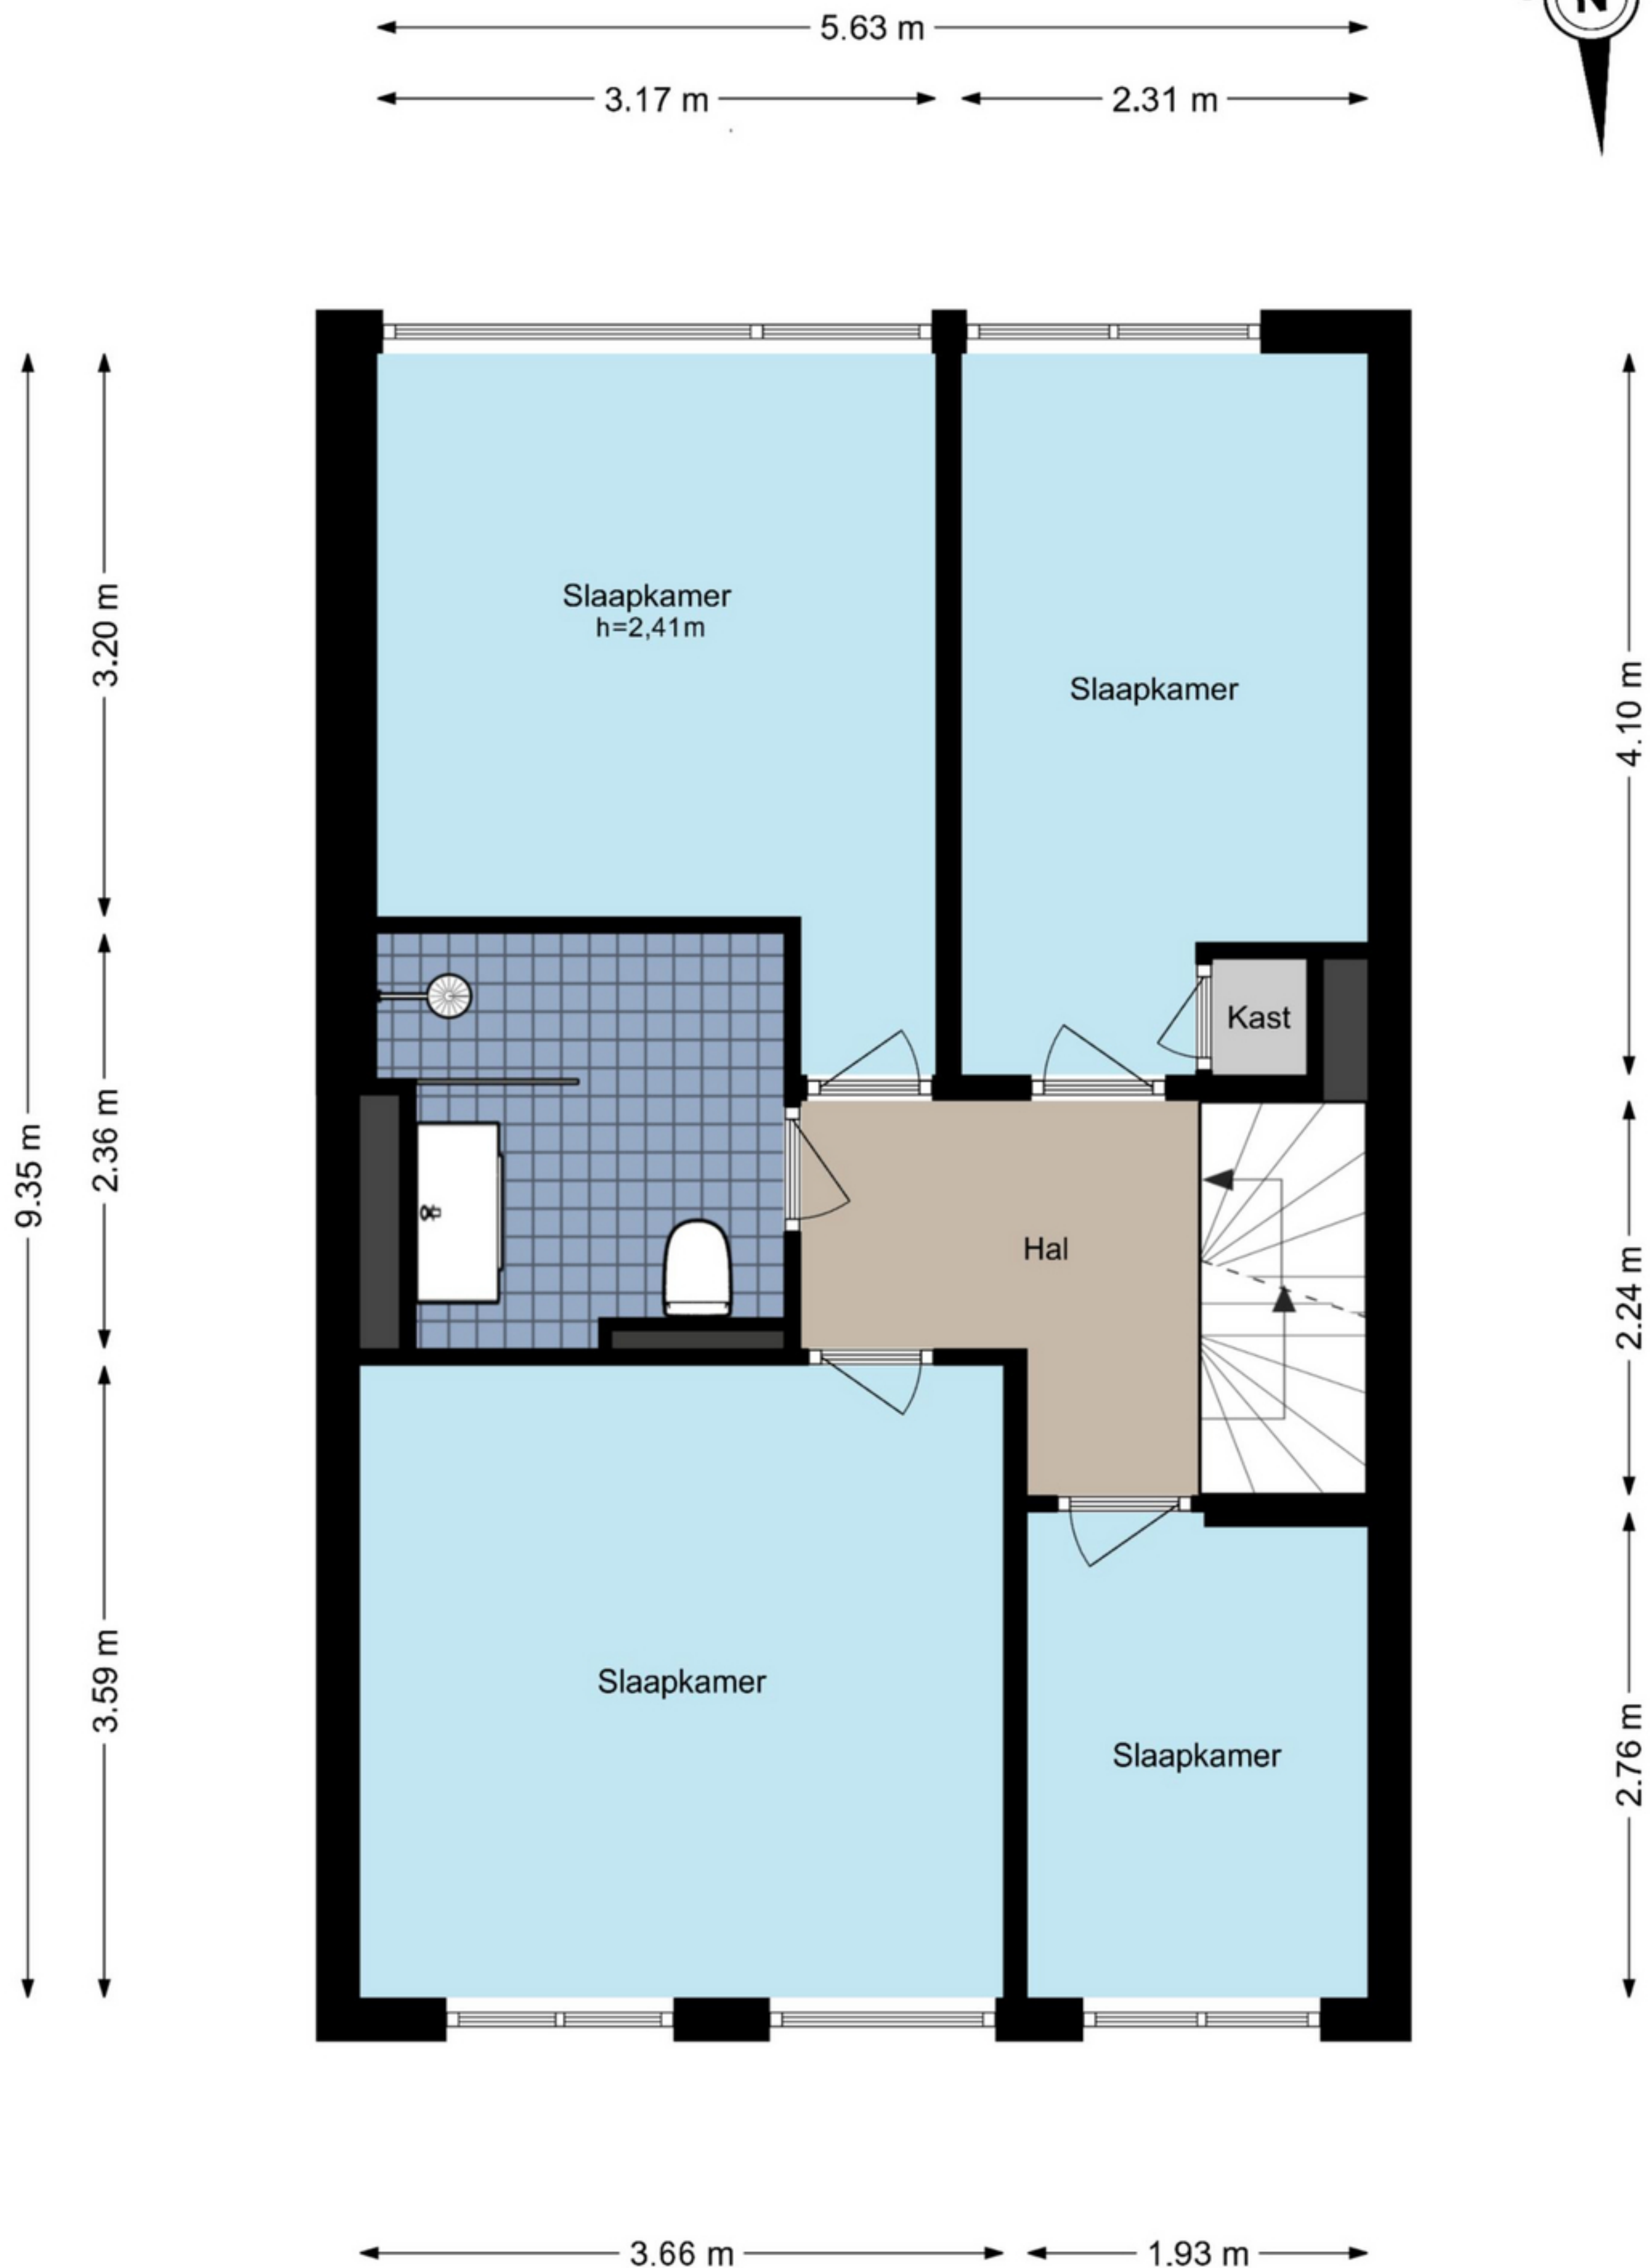 5.63 m
3.17 m
2.31 m
N
Slaapkamer
h=2,41m
Slaapkamer
3.20 m
4.10 m
Kast
9.35 m
2.36 m
Hal
2.24 m
3.59 m
Slaapkamer
Slaapkamer
2.76 m
3.66 m
1.93 m